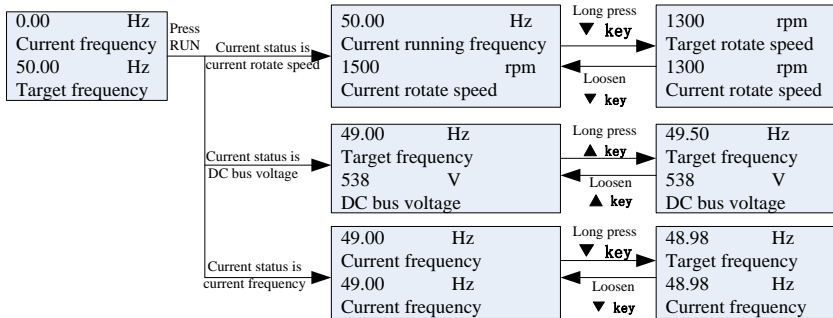 0.00 Hz
Current frequency
50.00 Hz
Target frequency
Press
RUN
Current status is
current rotate speed
50.00 Hz
Current running frequency
1500 rpm
Current rotate speed
Long press
▼ key
Loosen
▼ key
1300 rpm
Target rotate speed
1300 rpm
Current rotate speed
Current status is
DC bus voltage
49.00 Hz
Target frequency
538 V
DC bus voltage
Long press
▲ key
Loosen
▲ key
49.50 Hz
Target frequency
538 V
DC bus voltage
Current status is
current frequency
49.00 Hz
Current frequency
49.00 Hz
Current frequency
Long press
▼ key
Loosen
▼ key
48.98 Hz
Target frequency
48.98 Hz
Current frequency